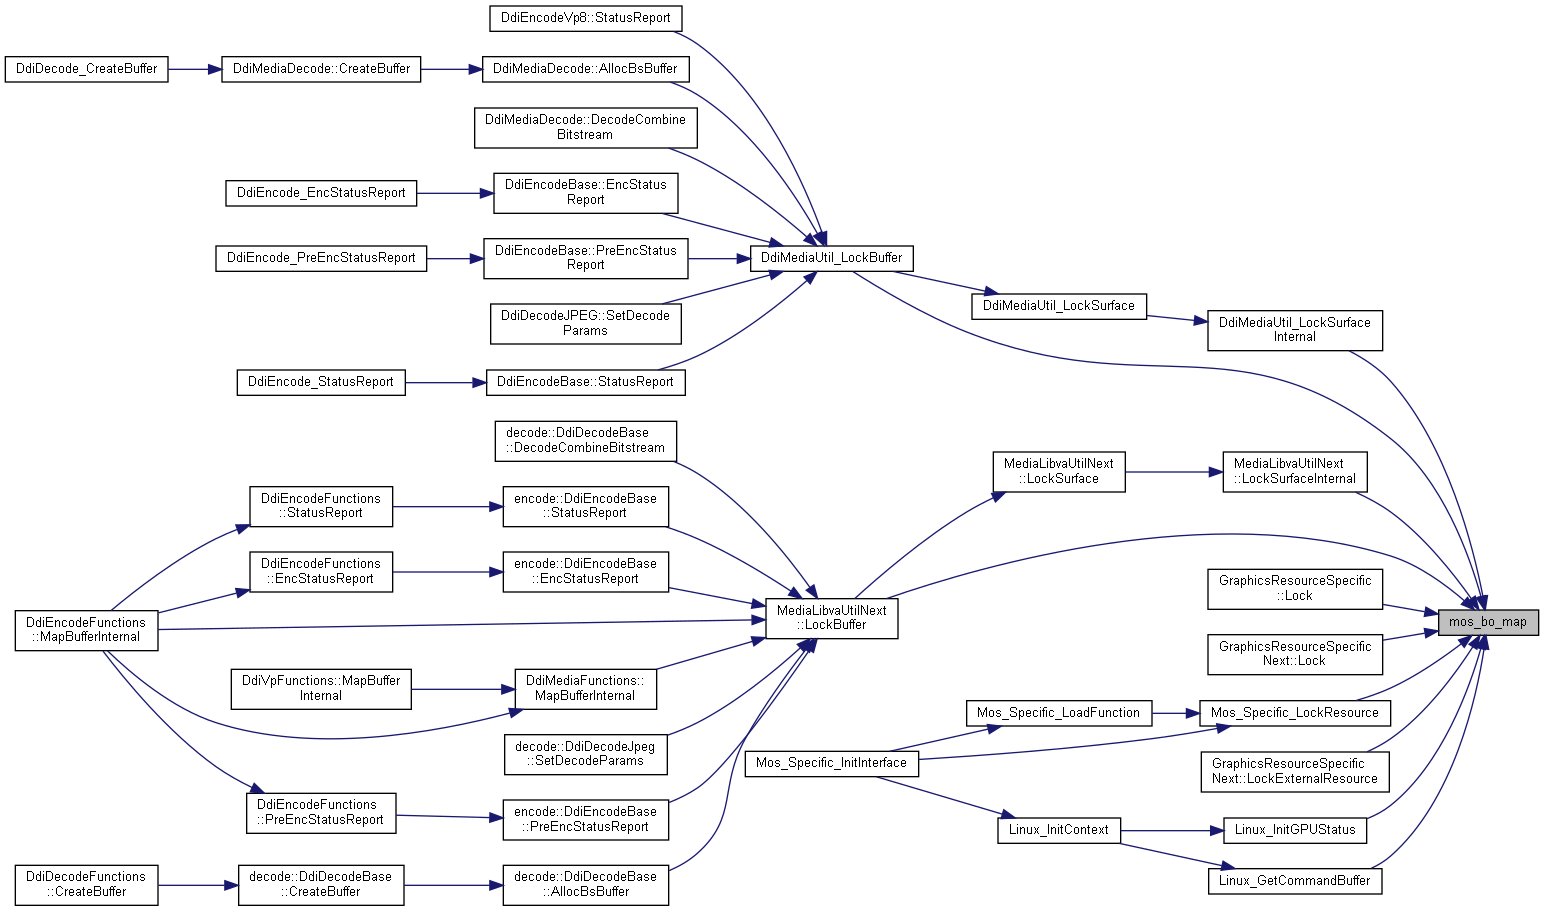 DdiEncodeVp8::StatusReport
DdiDecode_CreateBuffer
DdiMediaDecode::CreateBuffer
DdiMediaDecode::AllocBsBuffer
DdiMediaDecode::DecodeCombine
Bitstream
DdiEncode_EncStatusReport
DdiEncodeBase::EncStatus
Report
DdiEncode_PreEncStatusReport
DdiEncodeBase::PreEncStatus
Report
DdiMediaUtil_LockBuffer
DdiMediaUtil_LockSurface
DdiDecodeJPEG::SetDecode
Params
DdiMediaUtil_LockSurface
Internal
DdiEncode_StatusReport
DdiEncodeBase::StatusReport
decode::DdiDecodeBase
::DecodeCombineBitstream
MediaLibvaUtilNext
::LockSurface
MediaLibvaUtilNext
::LockSurfaceInternal
DdiEncodeFunctions
::StatusReport
encode::DdiEncodeBase
::StatusReport
DdiEncodeFunctions
::EncStatusReport
encode::DdiEncodeBase
::EncStatusReport
GraphicsResourceSpecific
::Lock
DdiEncodeFunctions
::MapBufferInternal
MediaLibvaUtilNext
::LockBuffer
mos_bo_map
GraphicsResourceSpecific
Next::Lock
DdiVpFunctions::MapBuffer
Internal
DdiMediaFunctions::
MapBufferInternal
Mos_Specific_LoadFunction
Mos_Specific_LockResource
decode::DdiDecodeJpeg
::SetDecodeParams
Mos_Specific_InitInterface
GraphicsResourceSpecific
Next::LockExternalResource
DdiEncodeFunctions
::PreEncStatusReport
encode::DdiEncodeBase
::PreEncStatusReport
Linux_InitContext
Linux_InitGPUStatus
DdiDecodeFunctions
::CreateBuffer
decode::DdiDecodeBase
::CreateBuffer
decode::DdiDecodeBase
::AllocBsBuffer
Linux_GetCommandBuffer